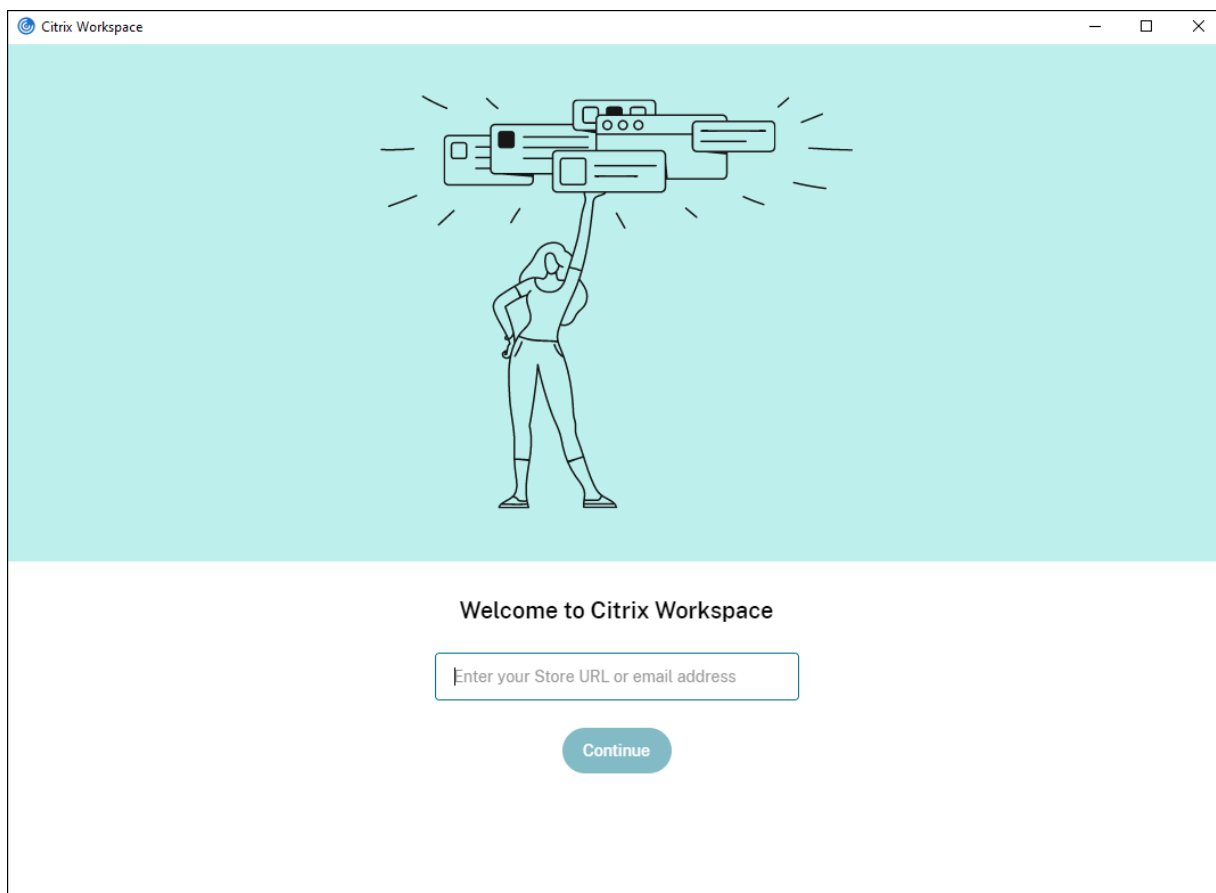 Citrix Workspace
Welcome to Citrix Workspace
Enter your Store URL or email address
Continue